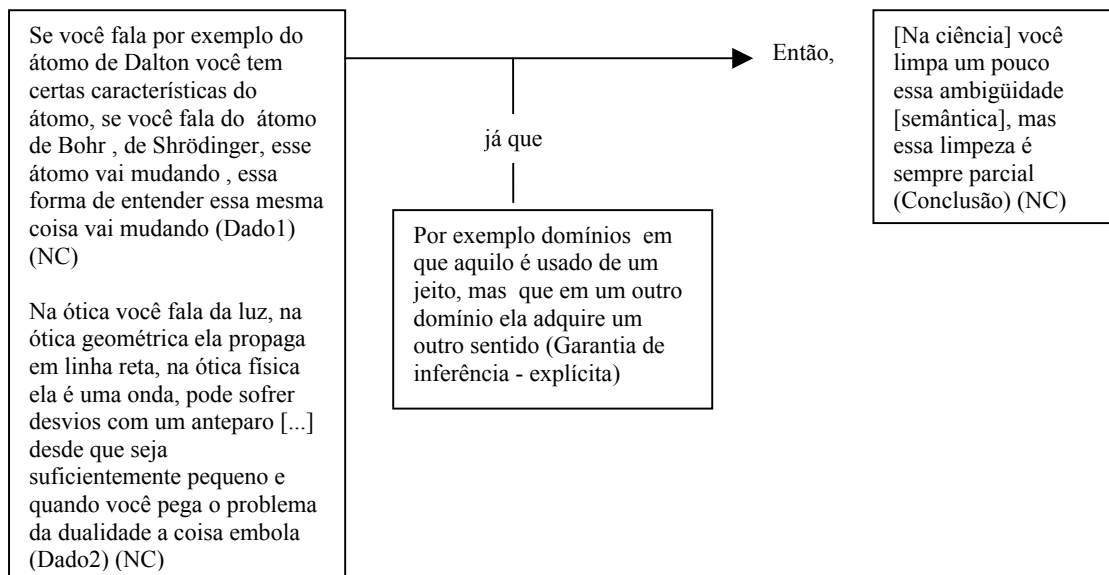 Se você fala por exemplo do
átomo de Dalton você tem
certas características do
átomo, se você fala do  átomo
de Bohr , de Shrödinger, esse
átomo vai mudando , essa
forma de entender essa mesma
coisa vai mudando (Dado1)
(NC)
Na ótica você fala da luz, na
ótica geométrica ela propaga
em linha reta, na ótica física
ela é uma onda, pode sofrer
desvios com um anteparo [...]
desde que seja
suficientemente pequeno e
quando você pega o problema
da dualidade a coisa embola
(Dado2) (NC)
já que
Por exemplo domínios  em
que aquilo é usado de um
jeito, mas  que em um outro
domínio ela adquire um
outro sentido (Garantia de
inferência - explícita)
Então,
[Na ciência] você
limpa um pouco
essa ambigüidade
[semântica], mas
essa limpeza é
sempre parcial
(Conclusão) (NC)